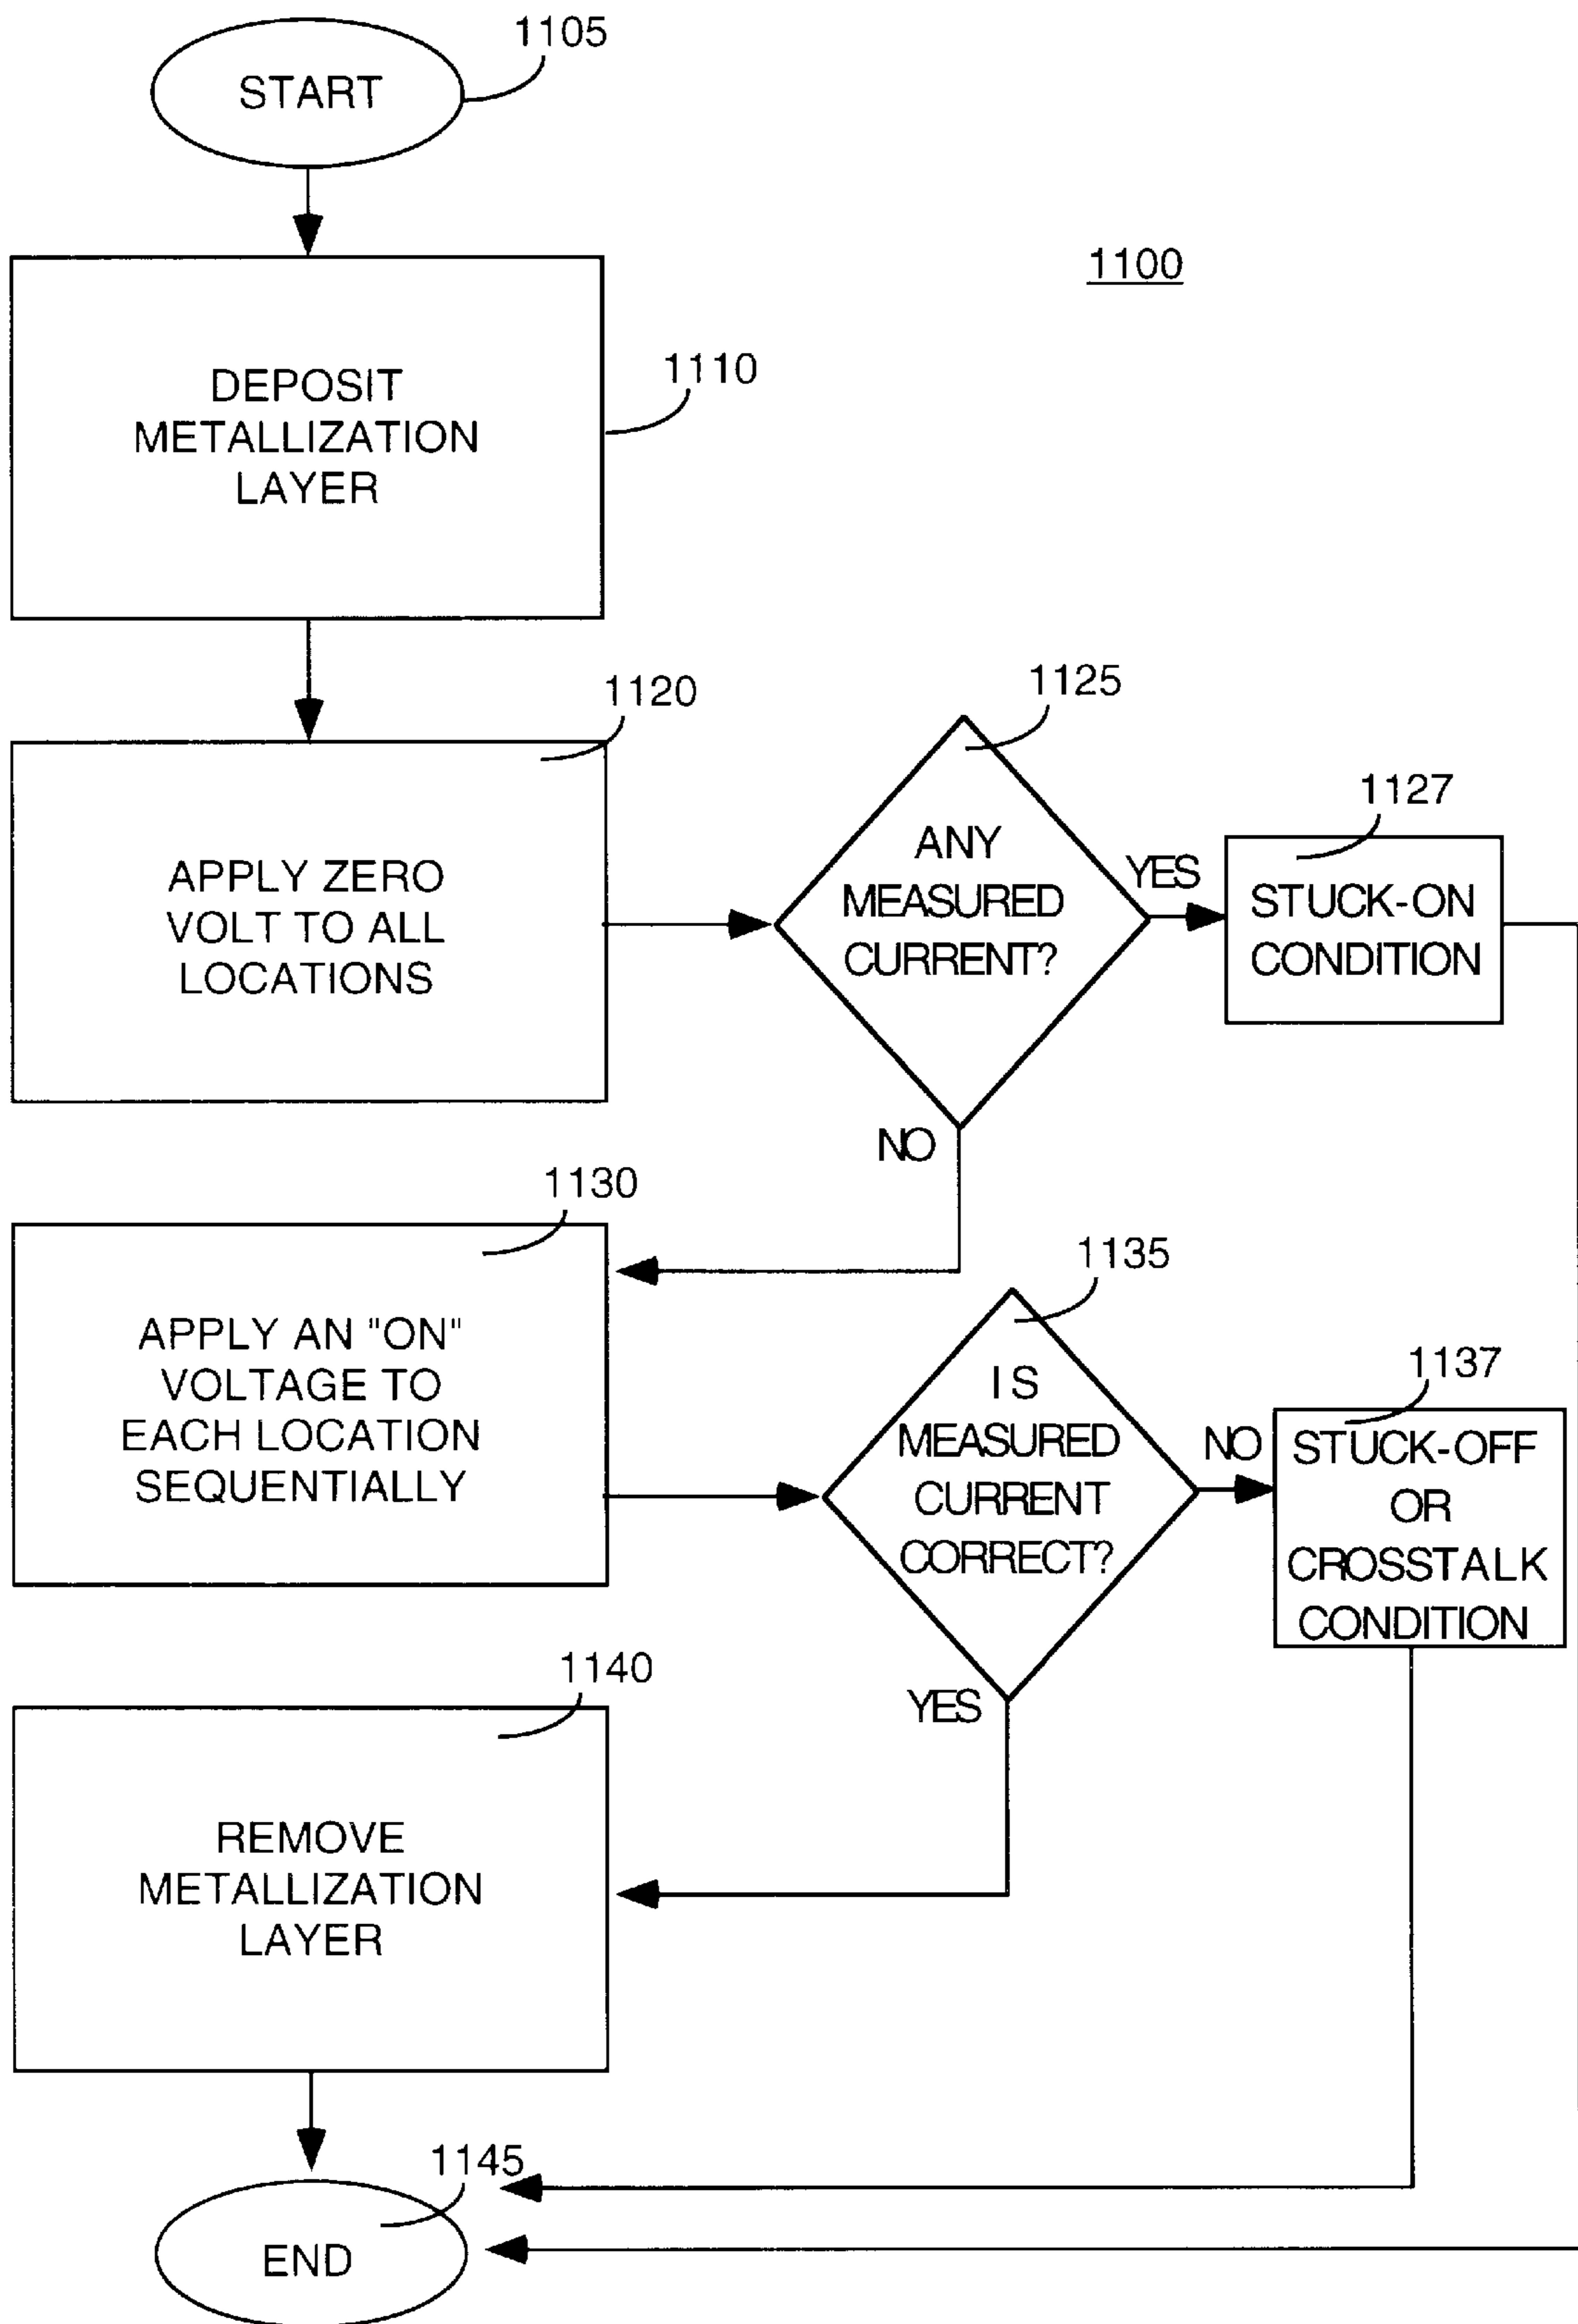 1105
START
1100
1110
DEPOSIT
METALLIZATION
LAYER
1120
APPLY ZERO
VOLT TO ALL
LOCATIONS
1125
ANY
MEASURED
CURRENT?
YES
1127
STUCK-ON
CONDITION
NO
1130
APPLY AN "ON"
VOLTAGE TO
EACH LOCATION
SEQUENTIALLY
1135
IS
MEASURED
CURRENT
CORRECT?
NO
1137
STUCK-OFF
OR
CROSSTALK
CONDITION
YES
1140
REMOVE
METALLIZATION
LAYER
1145
END